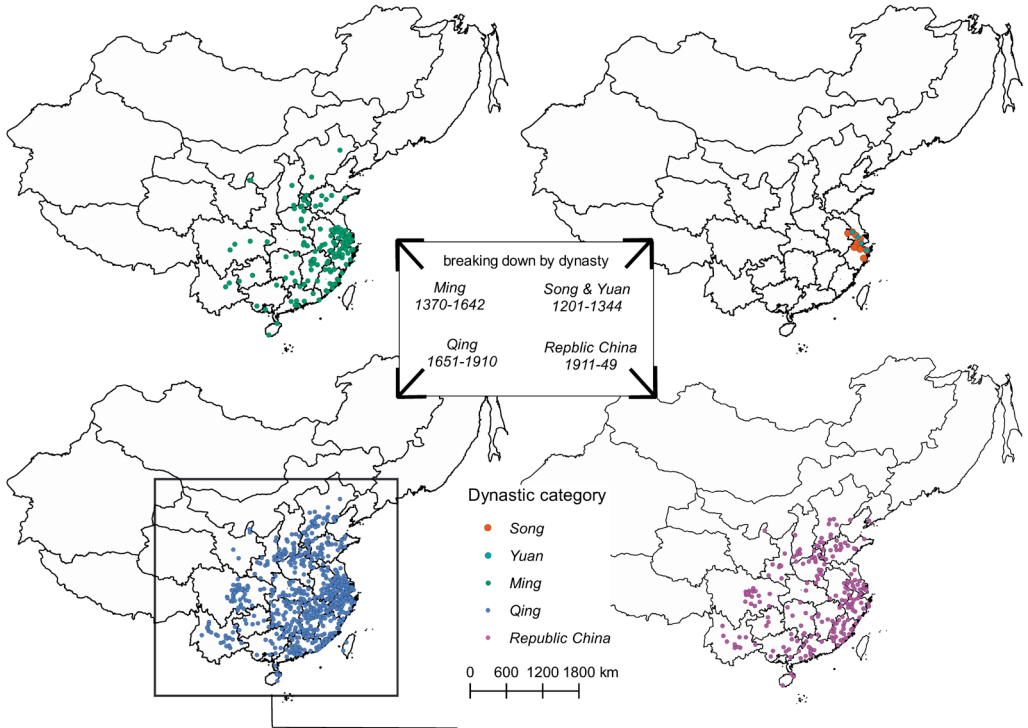 breaking down by dynasty
Ming
1370-1642
Song & Yuan
1201-1344
Qing
1651-1910
Repblic China
1911-49
Dynastic category
Song
Yuan
Ming
Qing
Republic China
0 600 1200 1800 km